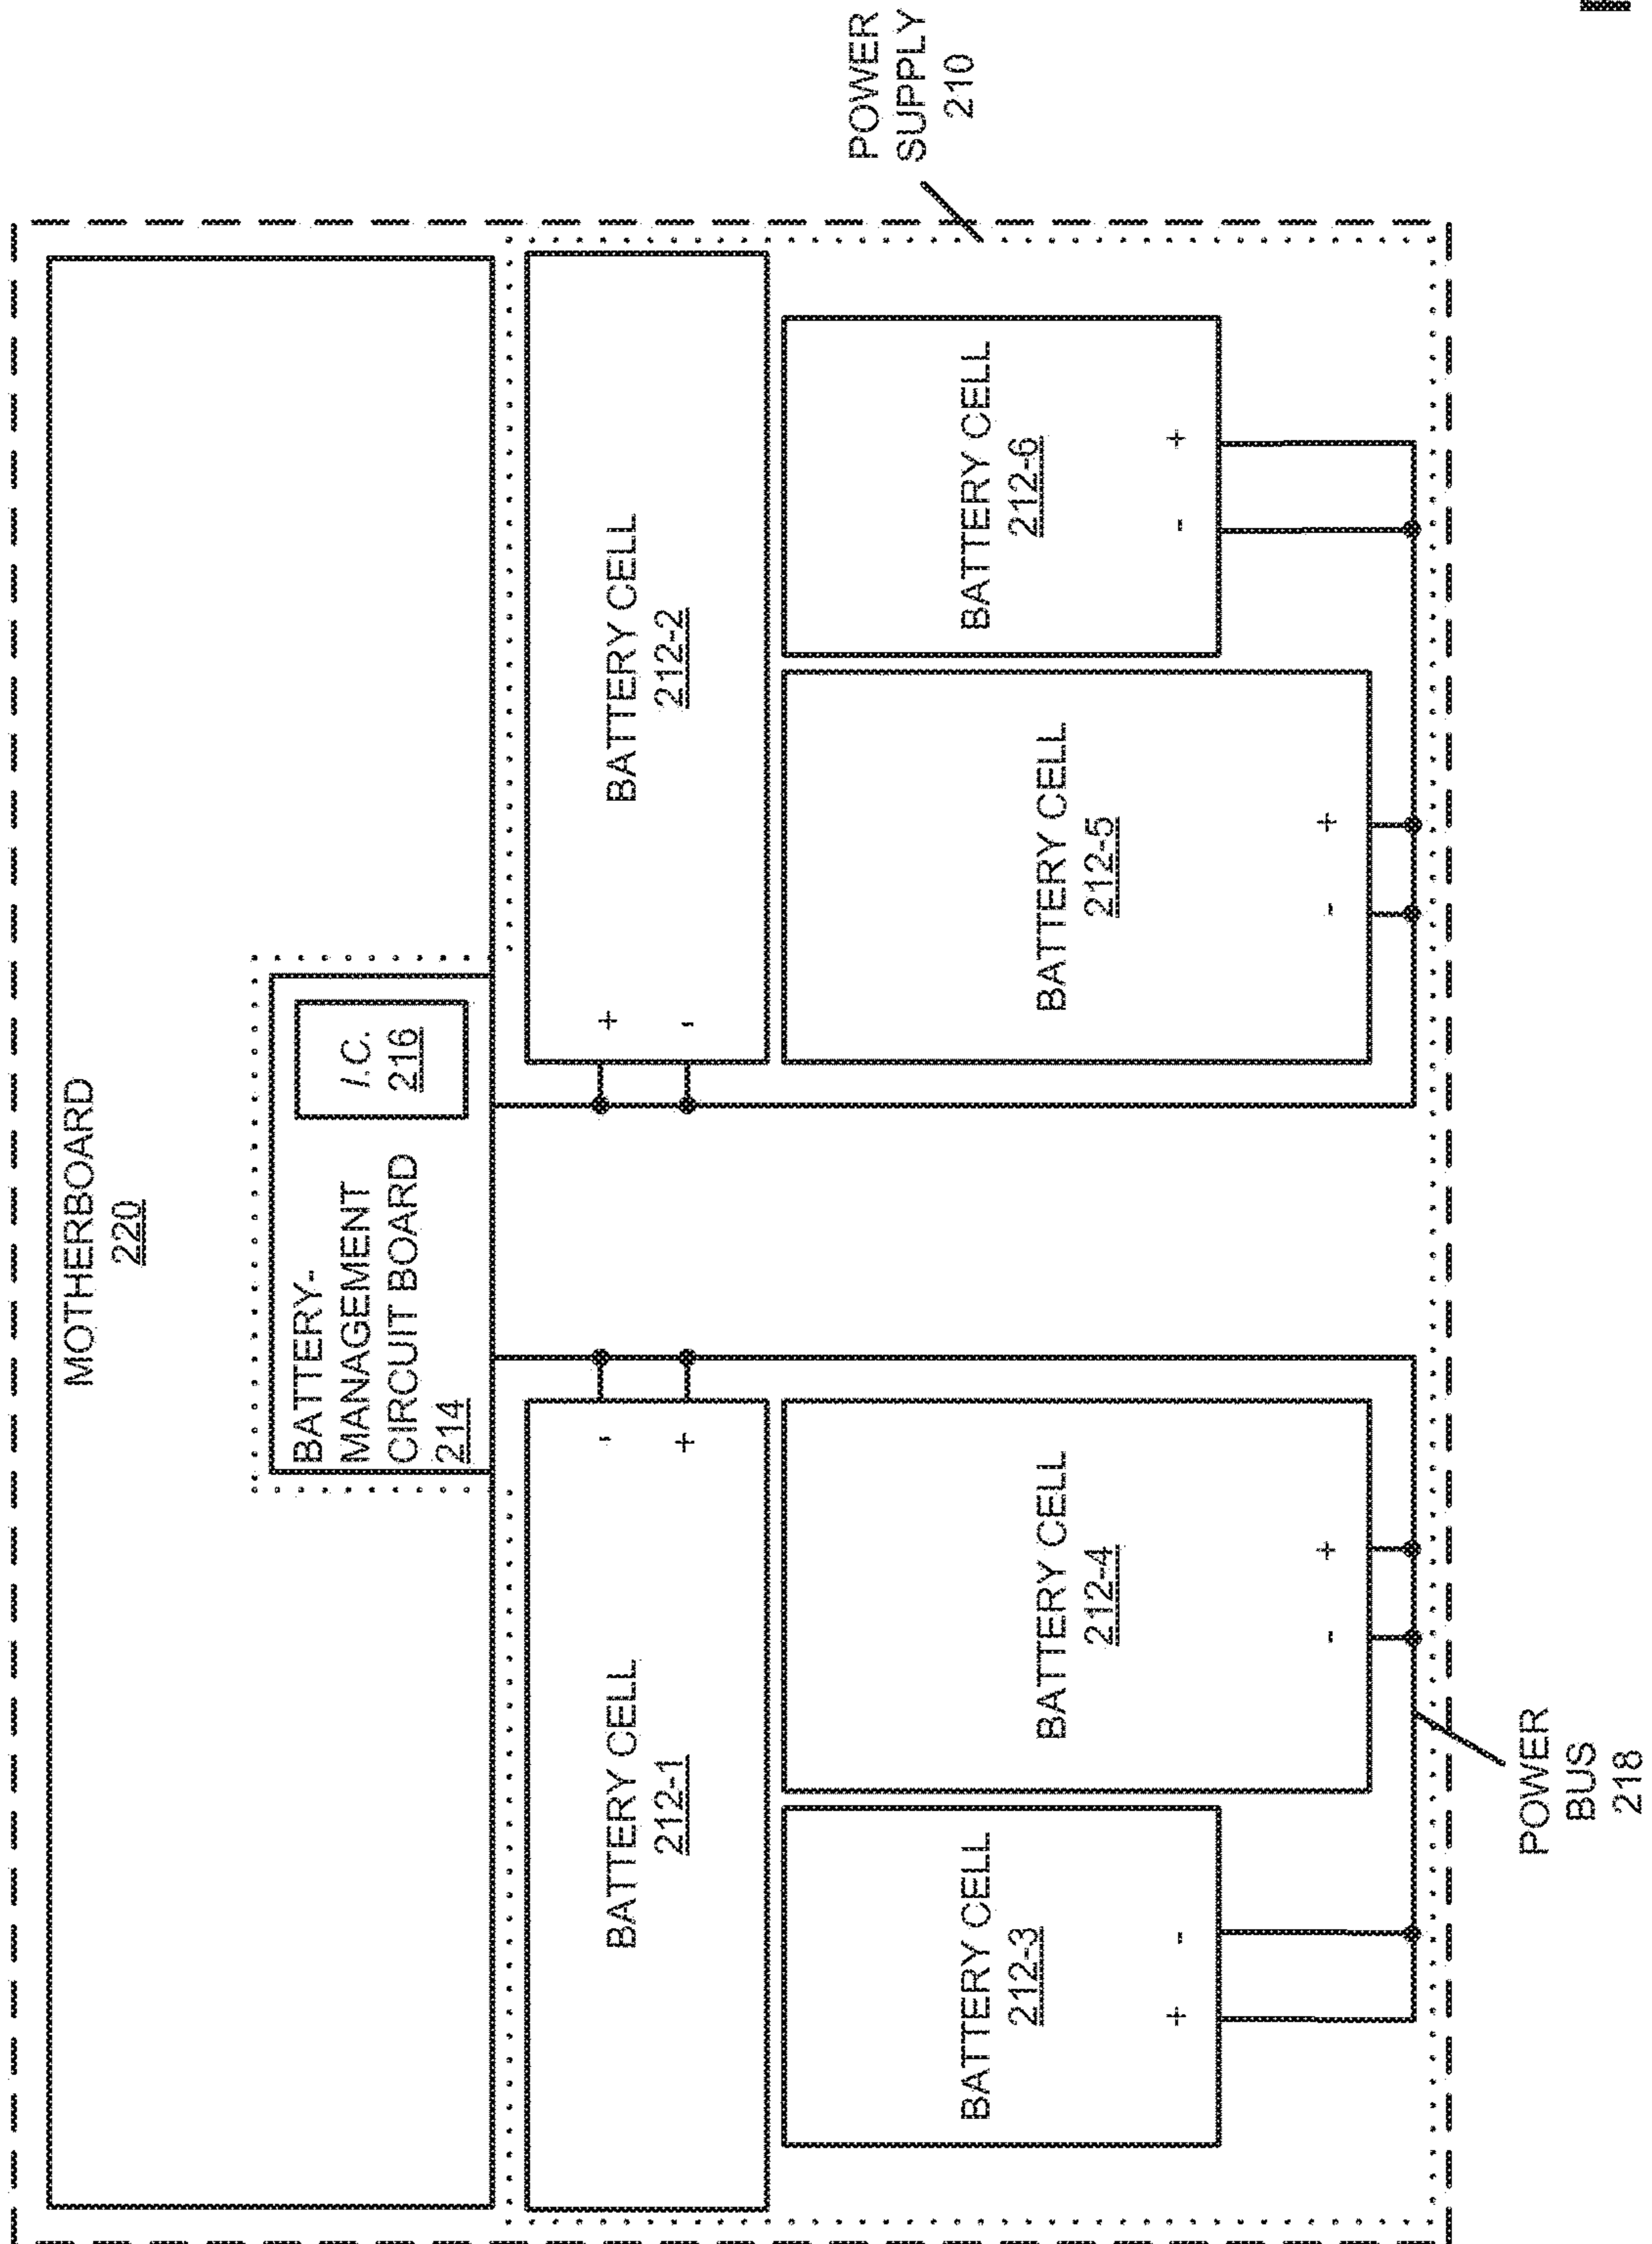 MOTHERBOARD
220
BATTERY-
MANAGEMENT
CIRCUIT BOARD
214
I.C.
216
BATTERY CELL
212-1
-
+
BATTERY CELL
212-2
+
-
BATTERY CELL
212-3
+
-
BATTERY CELL
212-4
-
+
BATTERY CELL
212-5
-
+
BATTERY CELL
212-6
-
+
POWER
SUPPLY
210
POWER
BUS
218